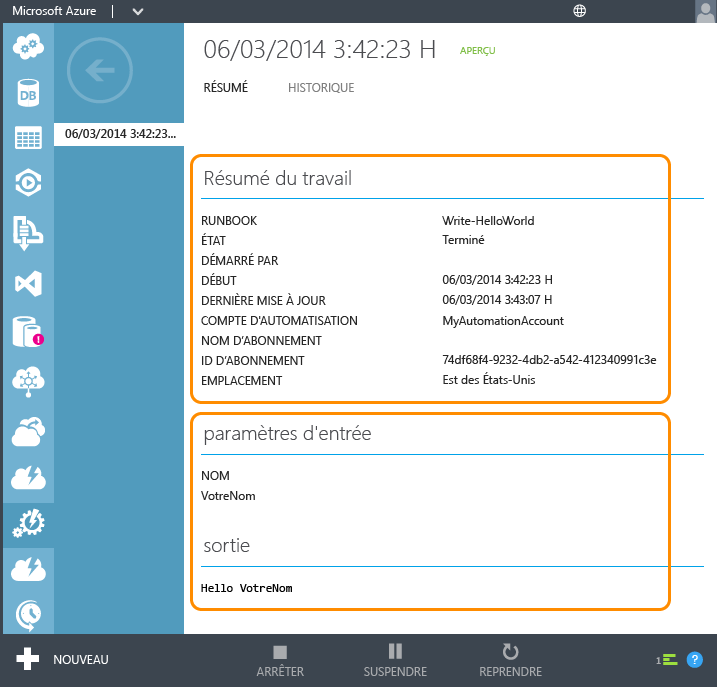 Microsoft Azure
06/03/2014 3:42:23 H APERÇU
RÉSUMÉ HISTORIQUE
DB
06/03/2014 3:42:23...
Résumé du travail
RUNBOOK Write-HelloWorld
ÉTAT Terminé
DÉMARRÉ PAR
DÉBUT 06/03/2014 3:42:23 H
DERNIÈRE MISE À JOUR 06/03/2014 3:43:07 H
COMPTE D'AUTOMATISATION MyAutomationAccount
NOM D'ABONNEMENT
ID D'ABONNEMENT 74df68f4-9232-4db2-a542-412340991c3e
EMPLACEMENT Est des États-Unis
paramètres d'entrée
NOM
VotreNom
sortie
Hello VotreNom
NOUVEAU ARRÊTER SUSPENDRE REPRENDRE 1 ?